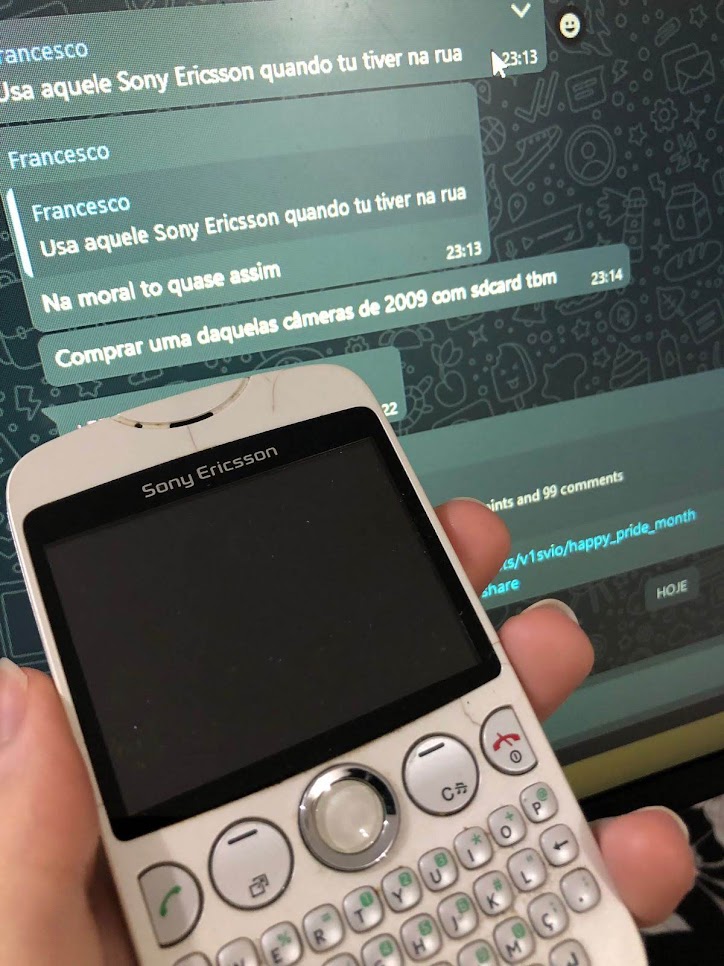 Francesco
Usa aquele Sony Ericsson quando tu tiver na rua
23:13
Francesco
Francesco
Usa aquele Sony Ericsson quando tu tiver na rua
23:13
Na moral to quase assim
Comprar uma daquelas câmeras de 2009 com sdcard tbm
23:14
22
Sony Ericsson
and 99 comments
/v1svio/happy_pride_month
share
HOJE
E R T Y U I O P
H J K L
M Ç